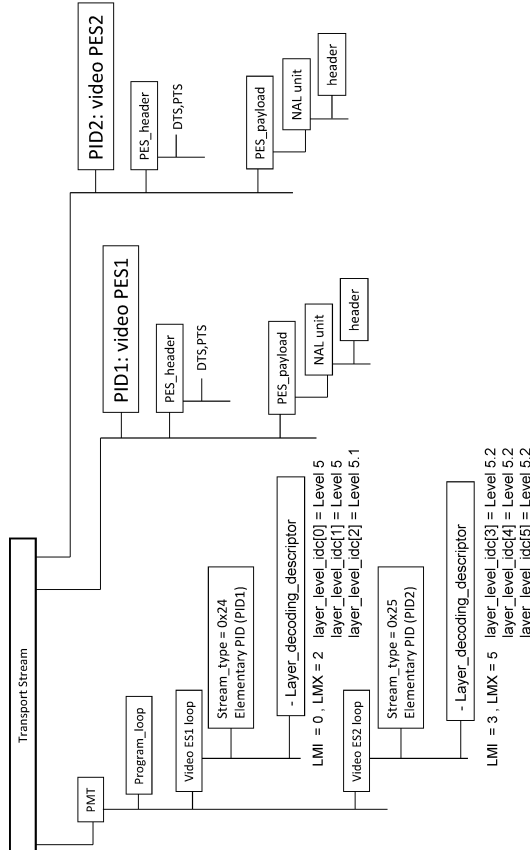 Transport Stream
PMT
Program_loop
Video ES1 loop
Stream_type = 0x24
Elementary PID (PID1)
- Layer_decoding_descriptor
LMI = 0 , LMX = 2 layer_level_idc[0] = Level 5
layer_level_idc[1] = Level 5
layer_level_idc[2] = Level 5.1
Video ES2 loop
Stream_type = 0x25
Elementary PID (PID2)
- Layer_decoding_descriptor
LMI = 3 , LMX = 5 layer_level_idc[3] = Level 5.2
layer_level_idc[4] = Level 5.2
layer_level_idc[5] = Level 5.2
PID1: video PES1
PES_header
DTS,PTS
PES_payload
NAL unit
header
PID2: video PES2
PES_header
DTS,PTS
PES_payload
NAL unit
header